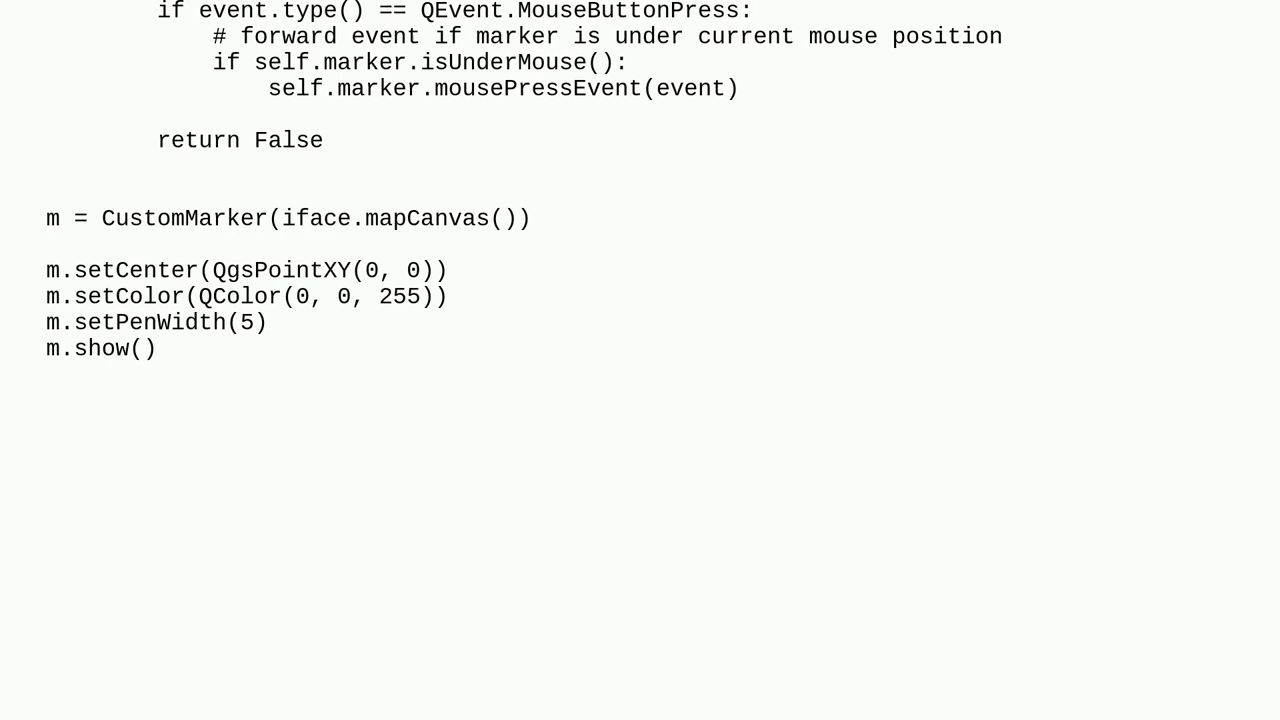 if event.type() == QEvent.MouseButtonPress:
# forward event if marker is under current mouse position
if self.marker.isUnderMouse():
self.marker.mousePressEvent(event)
return False
m = CustomMarker(iface.mapCanvas())
m.setCenter(QgsPointXY(0, 0))
m.setColor(QColor(0, 0, 255))
m.setPenWidth(5)
m.show()